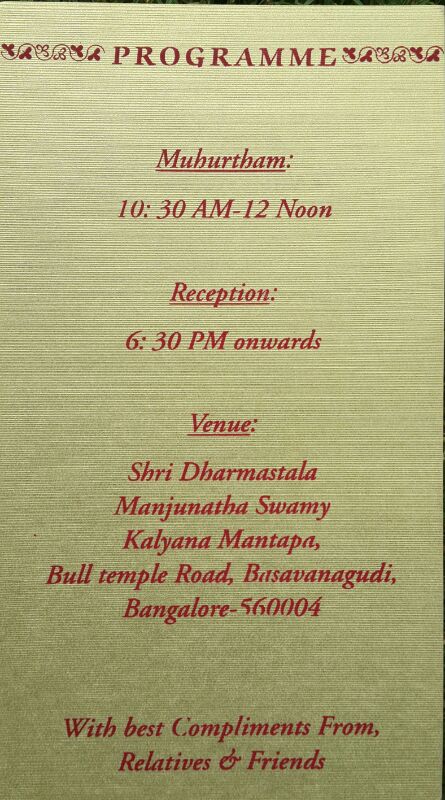 PROGRAMME
Muhurtham:
10: 30 AM-12 Noon
Reception:
6: 30 PM onwards
Venue:
Shri Dharmastala
Manjunatha Swamy
Kalyana Mantapa,
Bull temple Road, Basavanagudi,
Bangalore-560004
With best Compliments From,
Relatives & Friends